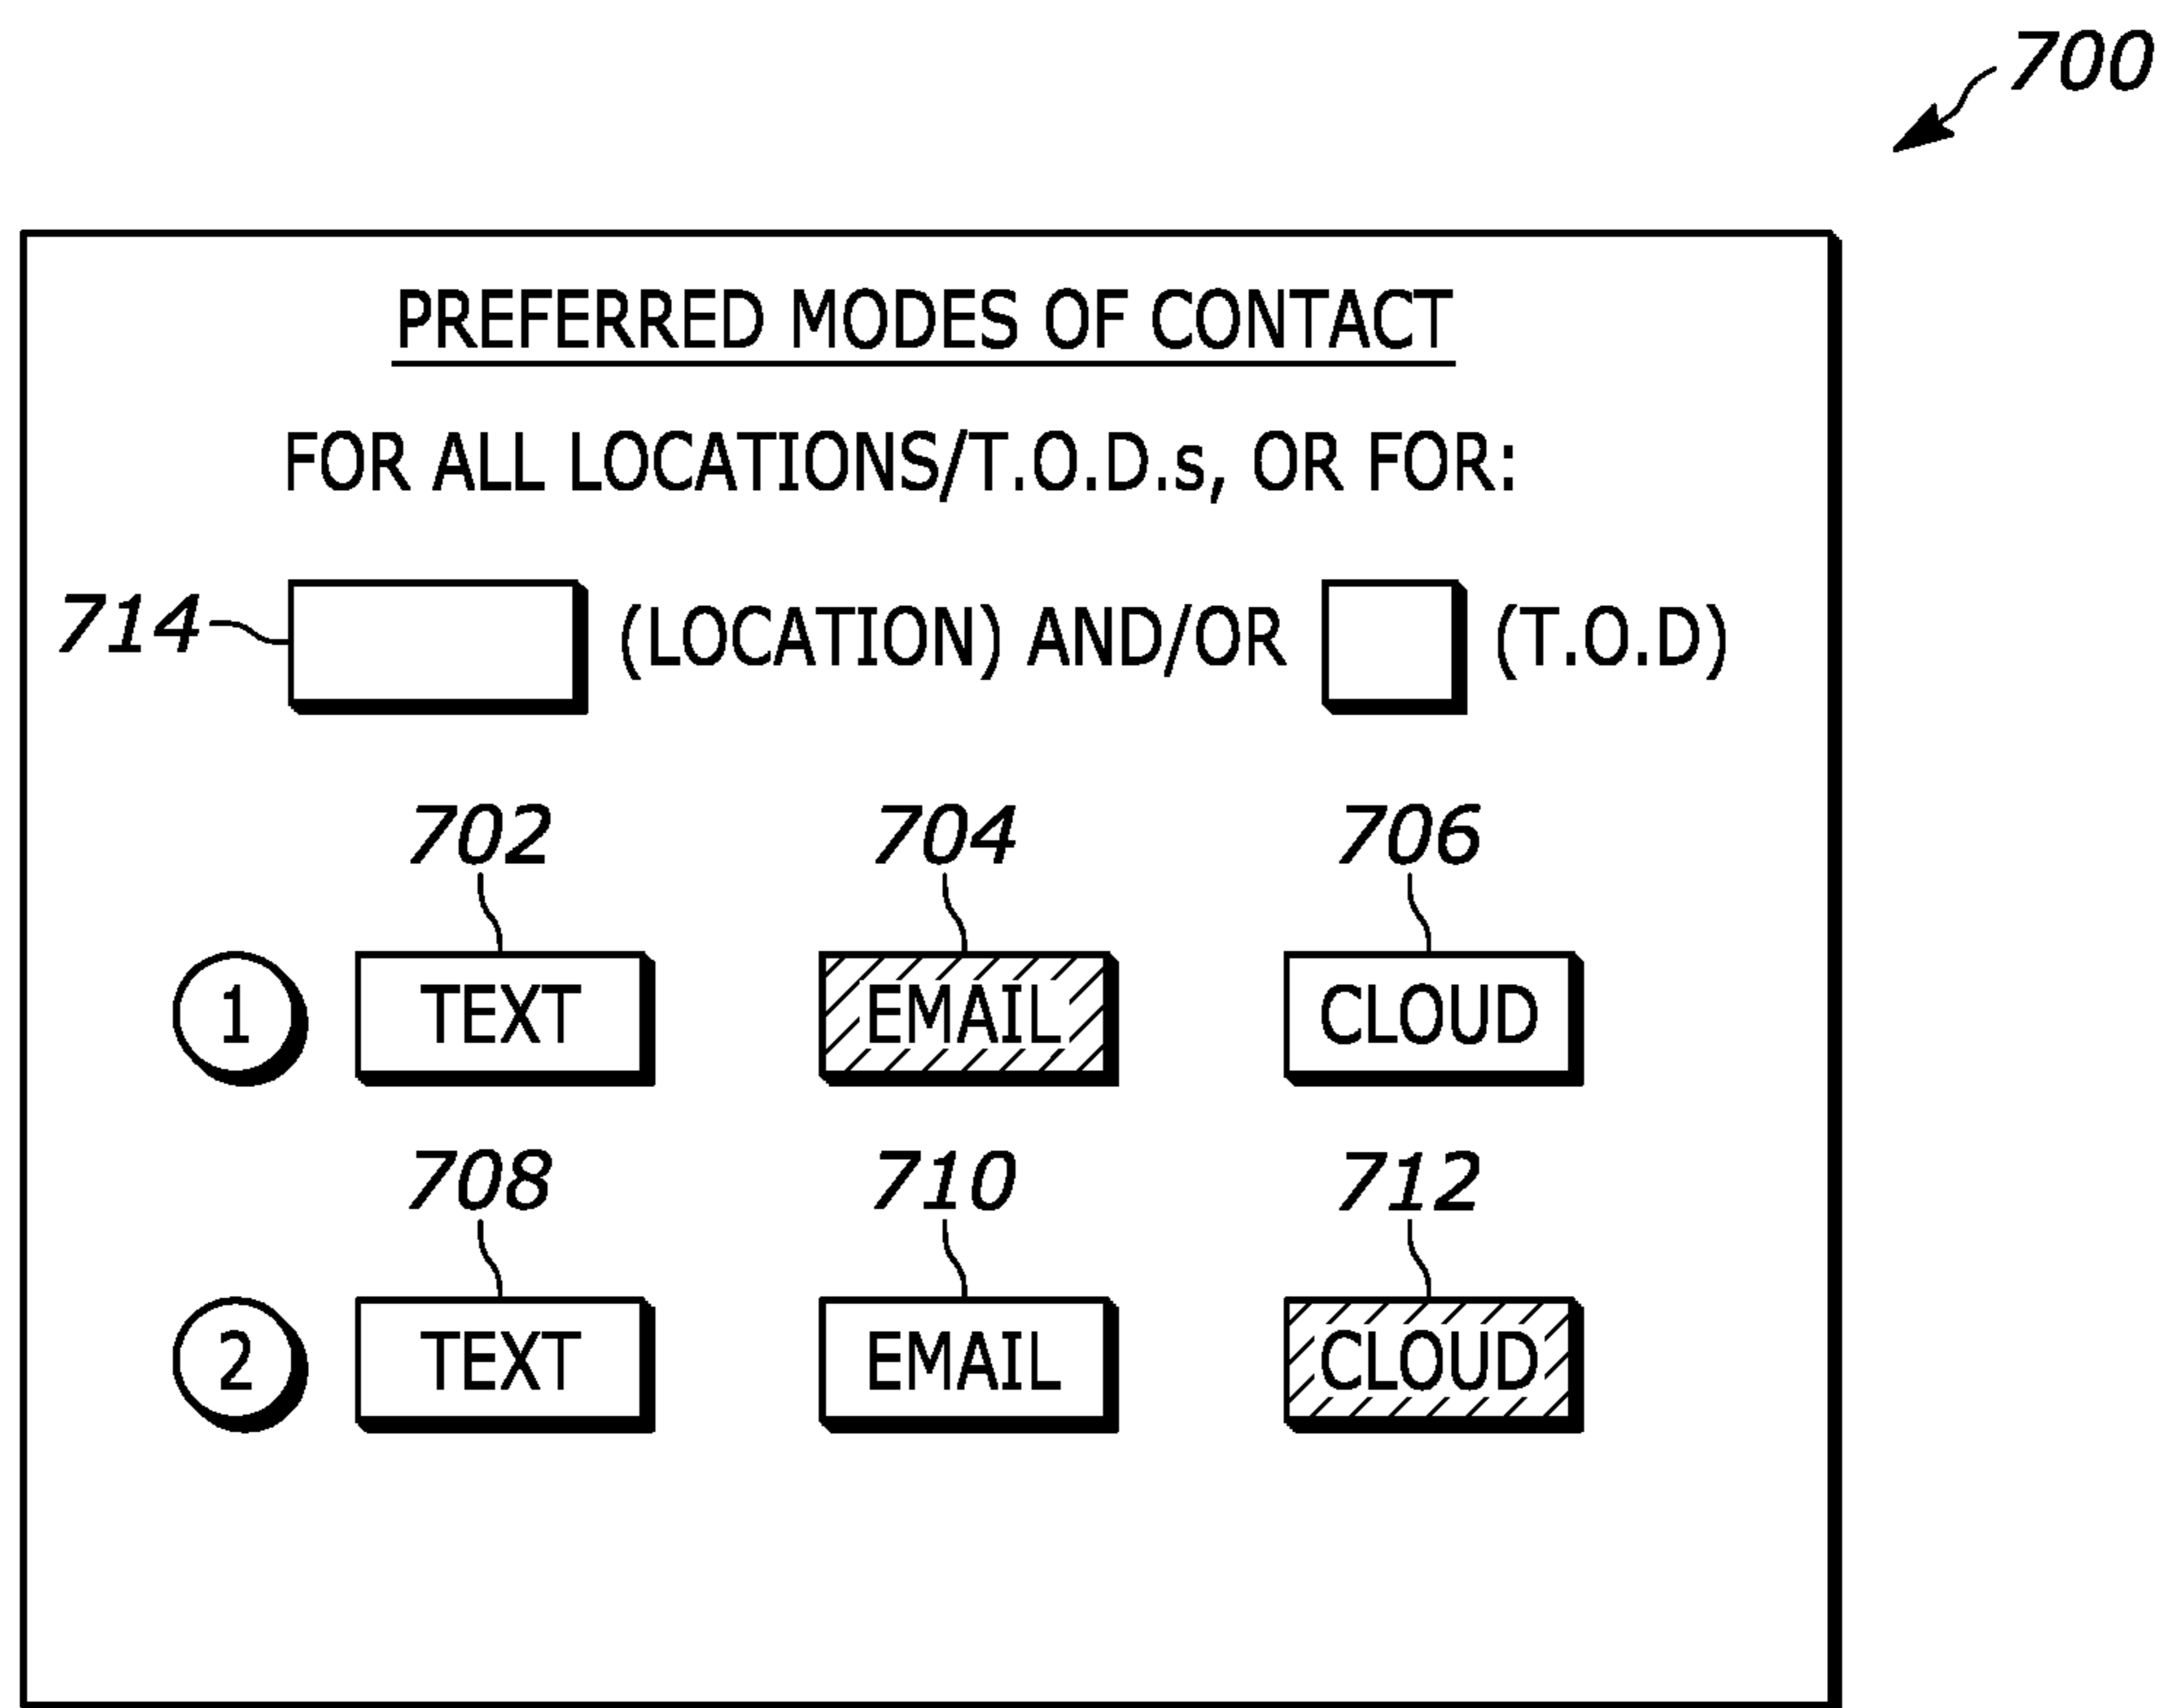 700
PREFERRED MODES OF CONTACT
FOR ALL LOCATIONS/T.O.D.s, OR FOR:
714 (LOCATION) AND/OR (T.O.D)
702 704 706
1 TEXT EMAIL CLOUD
708 710 712
2 TEXT EMAIL CLOUD